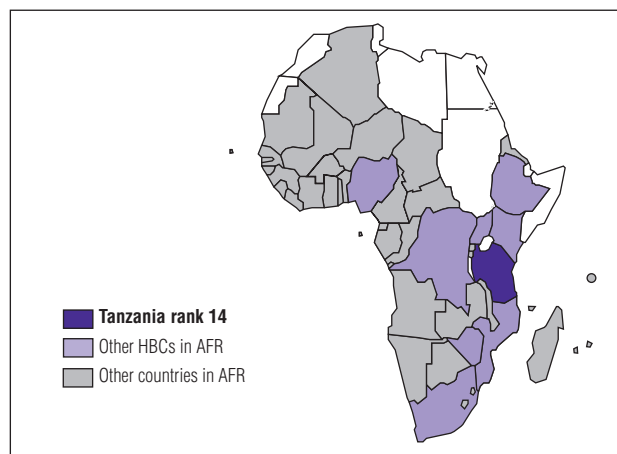 Tanzania rank 14
Other HBCs in AFR
Other countries in AFR